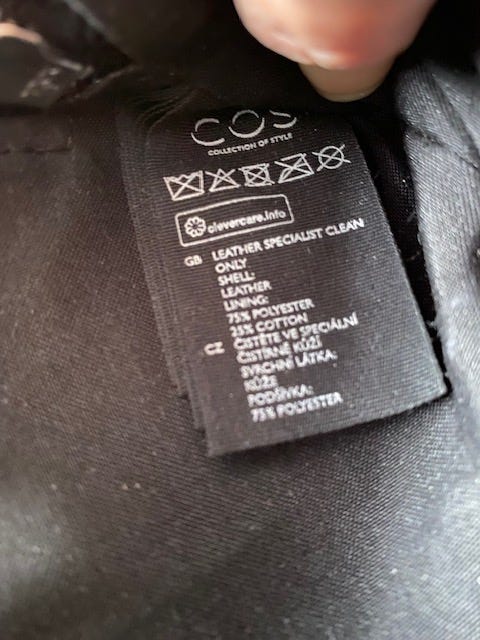 COS
COLLECTION OF STYLE
clevercare.info
GB LEATHER SPECIALIST CLEAN
ONLY
SHELL:
LEATHER
LINING:
75% POLYESTER
25% COTTON
CZ ČISTĚTE VE SPECIÁLNÍ
ČISTÍRNĚ KŮŽÍ
SVRCHNÍ LÁTKA:
KŮŽE
PODŠÍVKA:
75% POLYESTER